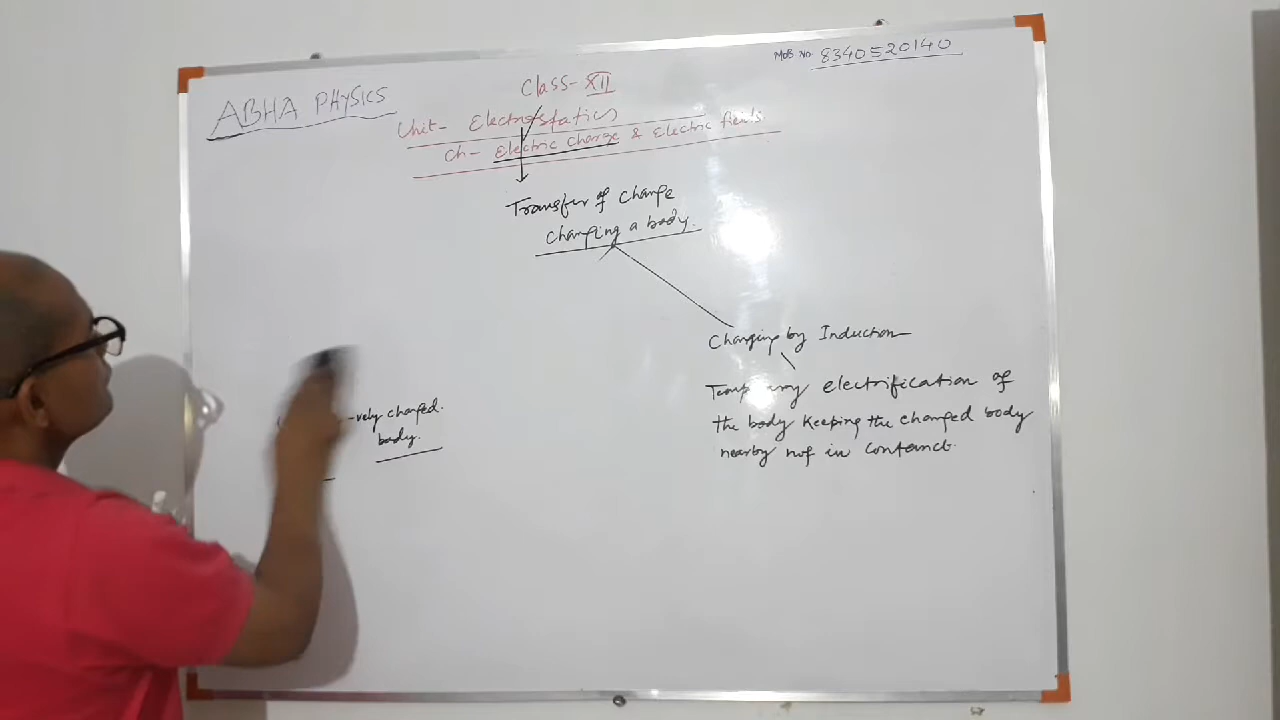 ABHA PHYSICS
Mob No. 8340520140
Class- XII
Unit- Electrostatics
Ch- Electric Charge & Electric fields
Transfer of charge
Charging a body.
Charging by Induction
electrification of
the body keeping the charged body
nearby not in contanct.
-vely charged.
body.